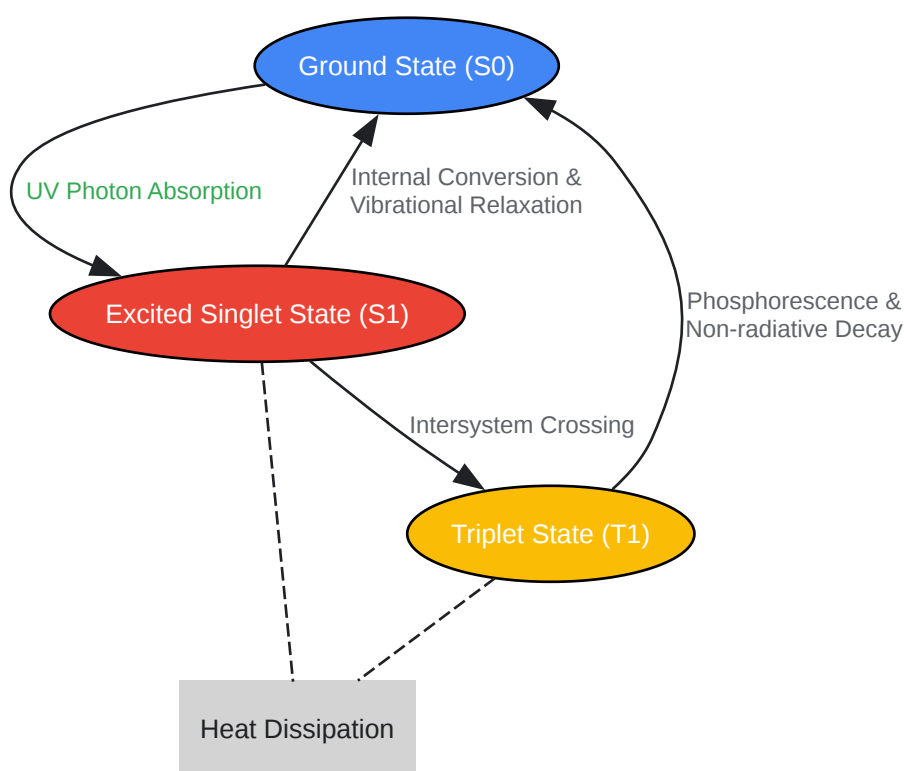 Ground State (S0)
UV Photon Absorption
Internal Conversion &
Vibrational Relaxation
Excited Singlet State (S1)
Phosphorescence &
Non-radiative Decay
Intersystem Crossing
Triplet State (T1)
Heat Dissipation